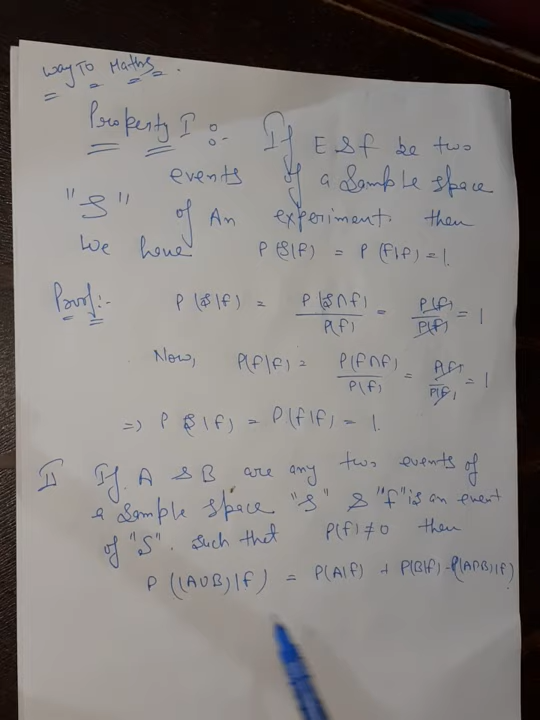 Way To Maths.
Property I :- If E & f be two
events of a Sample space
"S" of An experiment then
We have P(S|f) = P(f|f) = 1.
Proof:- P(S|f) = P(S∩f)/P(f) = P(f)/P(f) = 1
Now, P(f|f) = P(f∩f)/P(f) = P(f)/P(f) = 1
=> P(S|f) = P(f|f) = 1.
II If A & B are any two events of
a Sample space "S" & "f" is an event
of "S". Such that P(f) ≠ 0 then
P((A∪B)|f) = P(A|f) + P(B|f) - P(A∩B)|f)